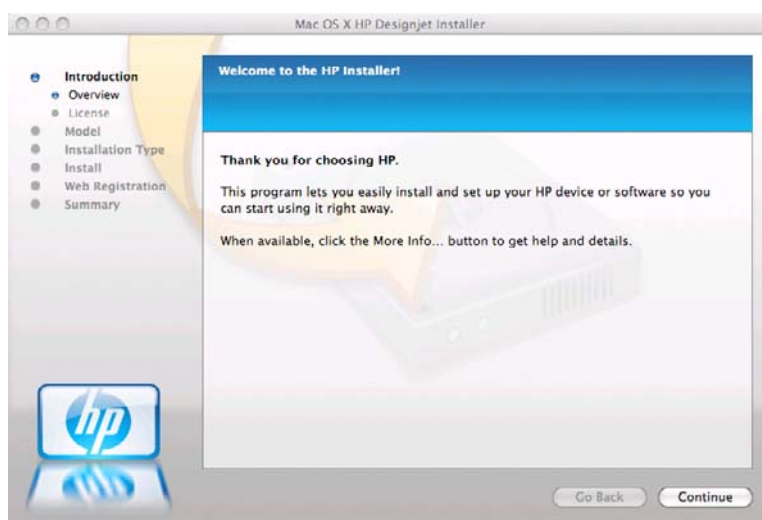 Mac OS X HP Designjet Installer
Introduction
Overview
License
Model
Installation Type
Install
Web Registration
Summary
hp
Welcome to the HP Installer!
Thank you for choosing HP.
This program lets you easily install and set up your HP device or software so you
can start using it right away.
When available, click the More Info... button to get help and details.
Go Back
Continue